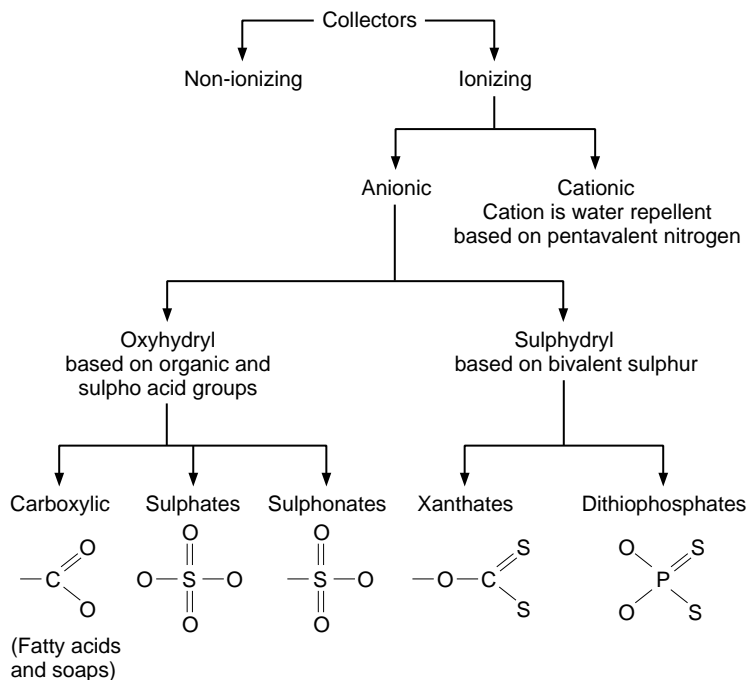 Collectors
Non-ionizing
Ionizing
Anionic
Cationic
Cation is water repellent
based on pentavalent nitrogen
Oxyhydryl
based on organic and
sulpho acid groups
Sulphydryl
based on bivalent sulphur
Carboxylic
Sulphates
Sulphonates
Xanthates
Dithiophosphates
O
C
O
(Fatty acids
and soaps)
O
O S O
O
O
S O
O
S
O C
S
O S
P
O S